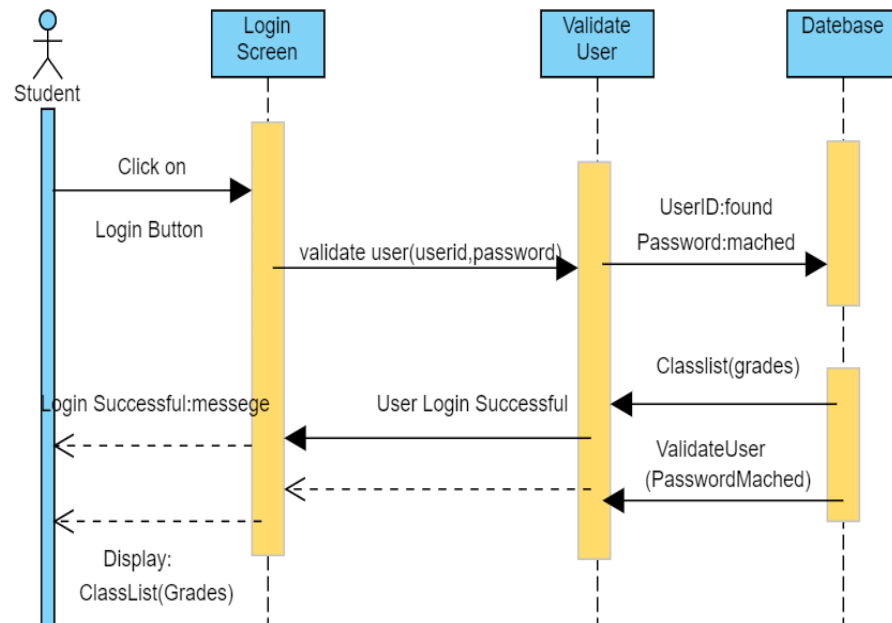 Login
Screen
Validate
User
Datebase
Student
Click on
Login Button
UserID:found
Password:mached
validate user(userid,password)
Classlist(grades)
Login Successful:messege
User Login Successful
ValidateUser
(PasswordMached)
Display:
ClassList(Grades)